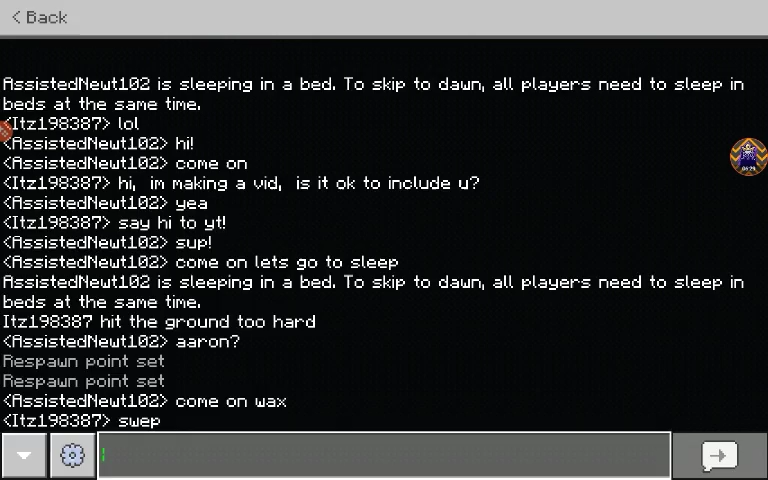 < Back
AssistedNewt102 is sleeping in a bed. To skip to dawn, all players need to sleep in
beds at the same time.
<Itz198387> lol
<AssistedNewt102> hi!
<AssistedNewt102> come on
<Itz198387> hi, im making a vid, is it ok to include u?
<AssistedNewt102> yea
<Itz198387> say hi to yt!
<AssistedNewt102> sup!
<AssistedNewt102> come on lets go to sleep
AssistedNewt102 is sleeping in a bed. To skip to dawn, all players need to sleep in
beds at the same time.
Itz198387 hit the ground too hard
<AssistedNewt102> aaron?
Respawn point set
Respawn point set
<AssistedNewt102> come on wax
<Itz198387> swep